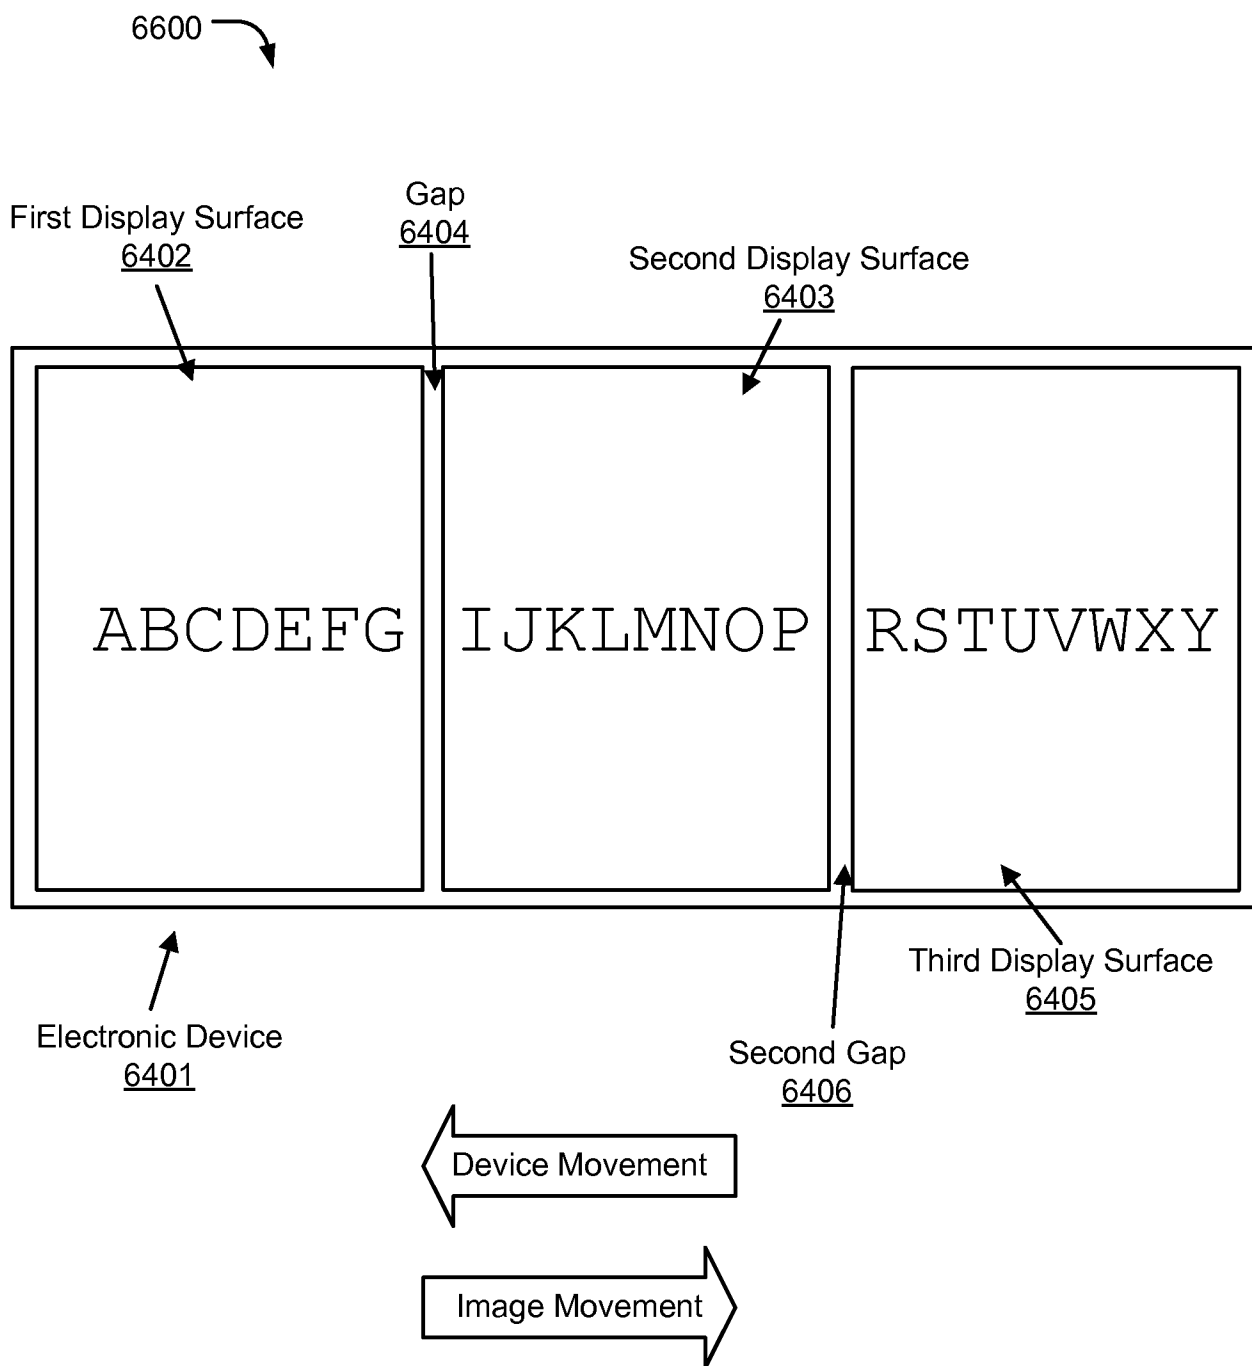 6600
Gap
6404
First Display Surface
6402
Second Display Surface
6403
ABCDEFG
IJKLMNOP
RSTUVWXY
Third Display Surface
6405
Electronic Device
6401
Second Gap
6406
Device Movement
Image Movement